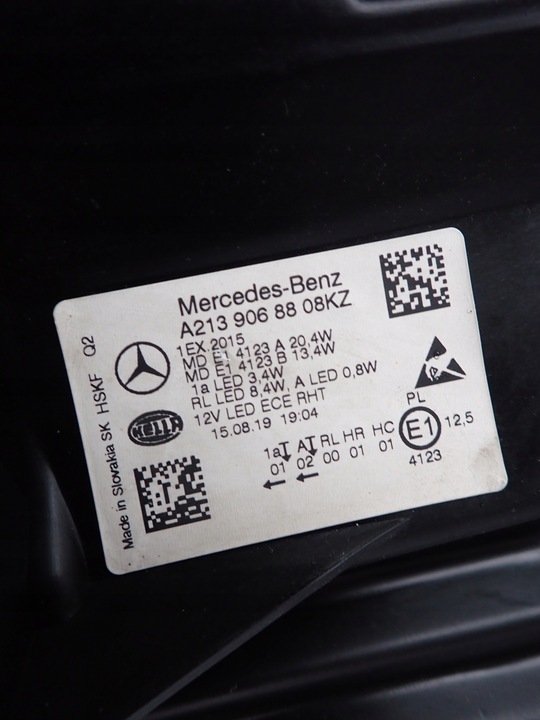 Mercedes-Benz
A213 906 88 08KZ
1EX 2015
MD E1 4123 A 20,4W
MD E1 4123 B 13,4W
1a LED 3,4W
RL LED 8,4W, A LED 0,8W
12V LED ECE RHT
15.08.19 19:04
HELLA
Made in Slovakia SK HSKF Q2
PL
1a AT RL HR HC E1 12,5
01 02 00 01 01 4123